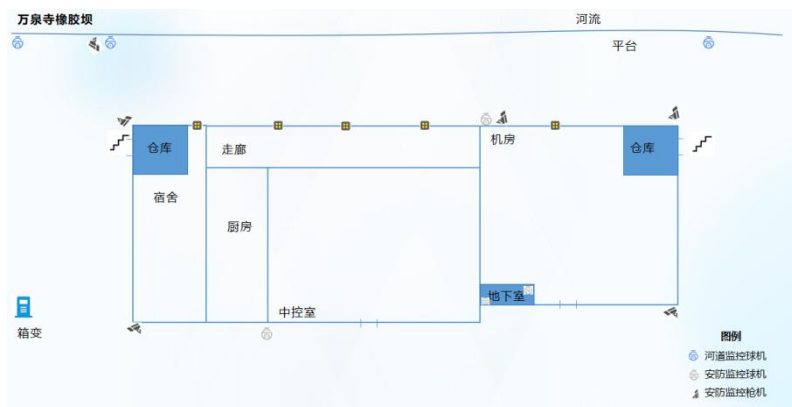 万泉寺橡胶坝
河流
平台
仓库
走廊
机房
仓库
宿舍
厨房
地下室
中控室
箱变
图例
河道监控球机
安防监控球机
安防监控枪机